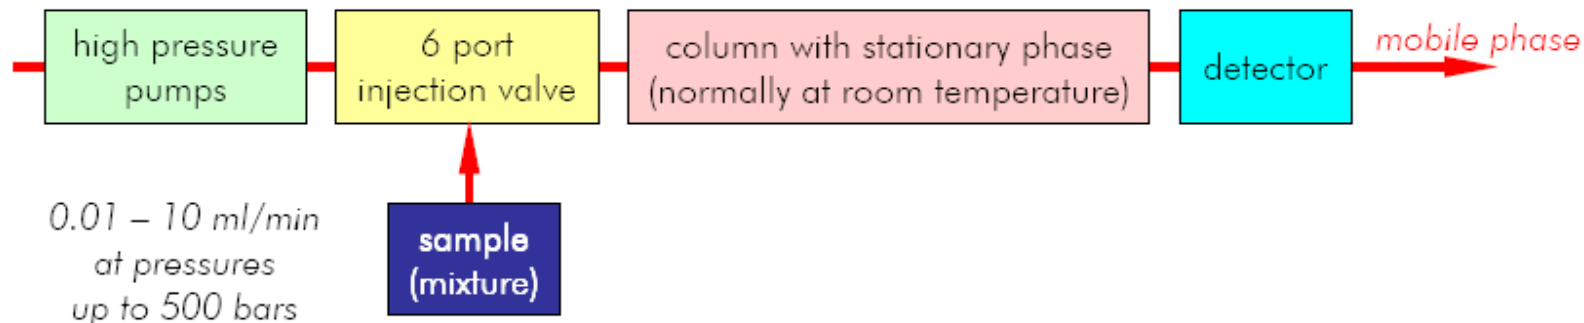 high pressure
pumps
6 port
injection valve
column with stationary phase
(normally at room temperature)
detector
mobile phase
0.01 – 10 ml/min
at pressures
up to 500 bars
sample
(mixture)